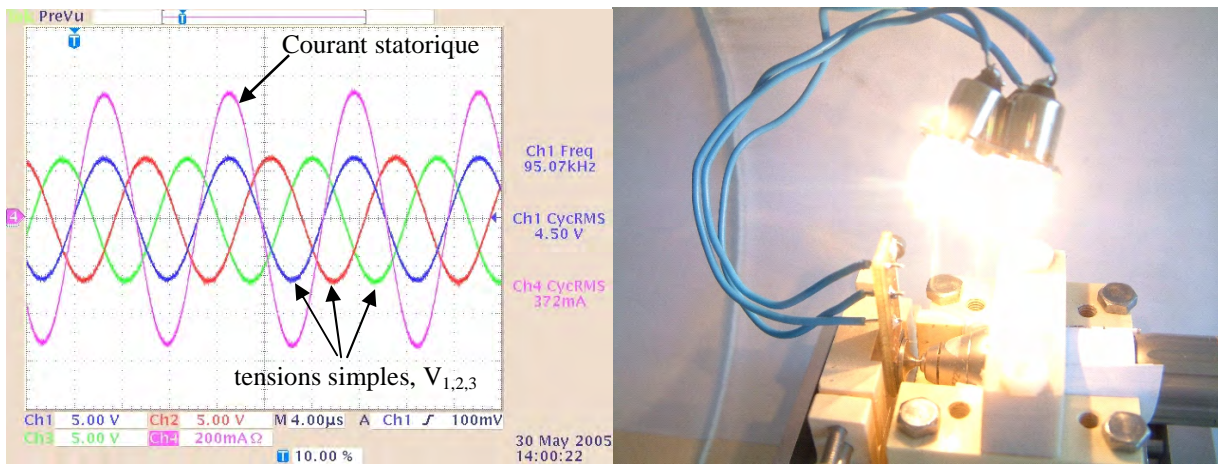 PreVu
T
T
Courant statorique
Ch1 Freq
95.07kHz
Ch1 CycRMS
4.50 V
Ch4 CycRMS
372mA
4
tensions simples, V1,2,3
Ch1 5.00 V Ch2 5.00 V M 4.00µs A Ch1 ƒ 100mV
Ch3 5.00 V Ch4 200mAΩ
T 10.00 %
30 May 2005
14:00:22